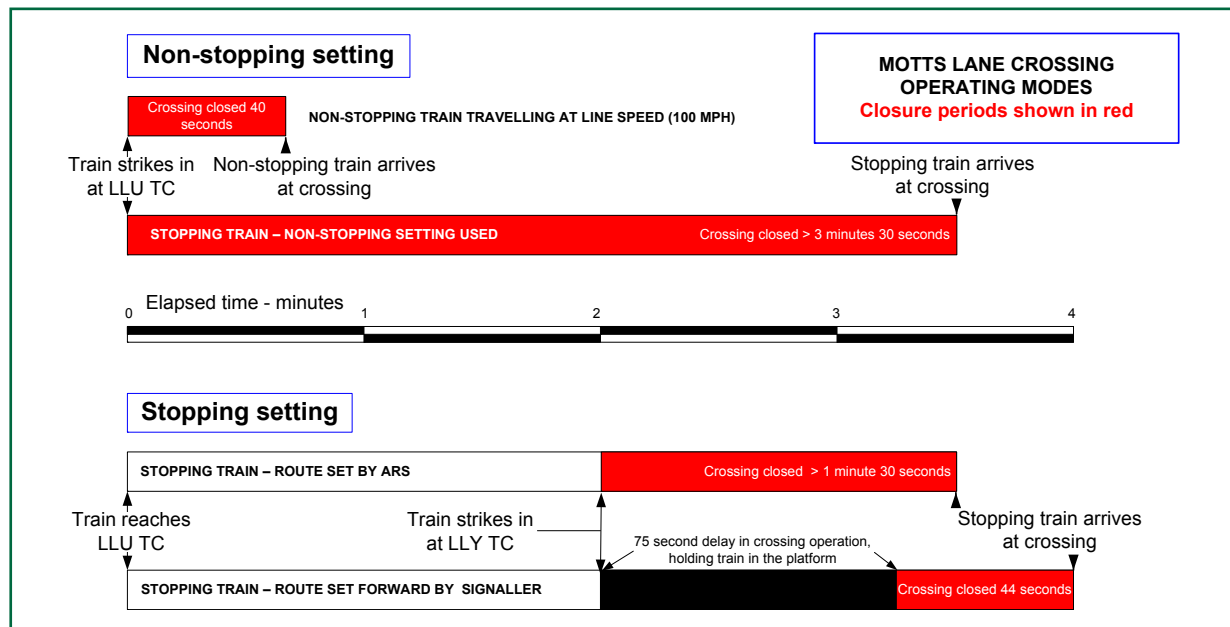 Non-stopping setting
MOTTS LANE CROSSING
OPERATING MODES
Closure periods shown in red
Crossing closed 40
seconds
NON-STOPPING TRAIN TRAVELLING AT LINE SPEED (100 MPH)
Train strikes in
at LLU TC
Non-stopping train arrives
at crossing
Stopping train arrives
at crossing
STOPPING TRAIN – NON-STOPPING SETTING USED
Crossing closed > 3 minutes 30 seconds
Elapsed time - minutes
0
1
2
3
4
Stopping setting
STOPPING TRAIN – ROUTE SET BY ARS
Crossing closed > 1 minute 30 seconds
Train reaches
LLU TC
Train strikes in
at LLY TC
75 second delay in crossing operation,
holding train in the platform
Stopping train arrives
at crossing
STOPPING TRAIN – ROUTE SET FORWARD BY SIGNALLER
Crossing closed 44 seconds